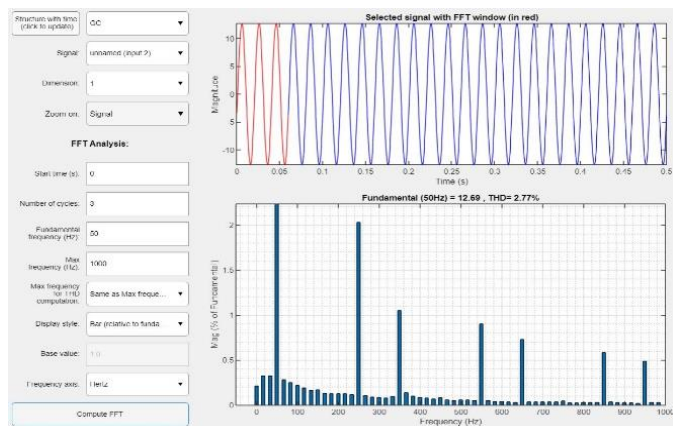 Structure with time
(click to update)
GC
Signal:
unnamed (input 2)
Dimension:
1
Zoom on:
Signal
FFT Analysis:
Start time (s):
0
Number of cycles:
3
Fundamental
frequency (Hz):
50
Max
frequency (Hz):
1000
Max frequency
for THD
computation:
Same as Max freque...
Display style:
Bar (relative to funda...
Base value:
1.0
Frequency axis:
Hertz
Compute FFT
Selected signal with FFT window (in red)
Magnitude
10
5
0
-5
-10
0 0.05 0.1 0.15 0.2 0.25 0.3 0.35 0.4 0.45 0.5
Time (s)
Fundamental (50Hz) = 12.69 , THD= 2.77%
Mag (% of Fundamental)
2
1.5
1
0.5
0
0 100 200 300 400 500 600 700 800 900 1000
Frequency (Hz)